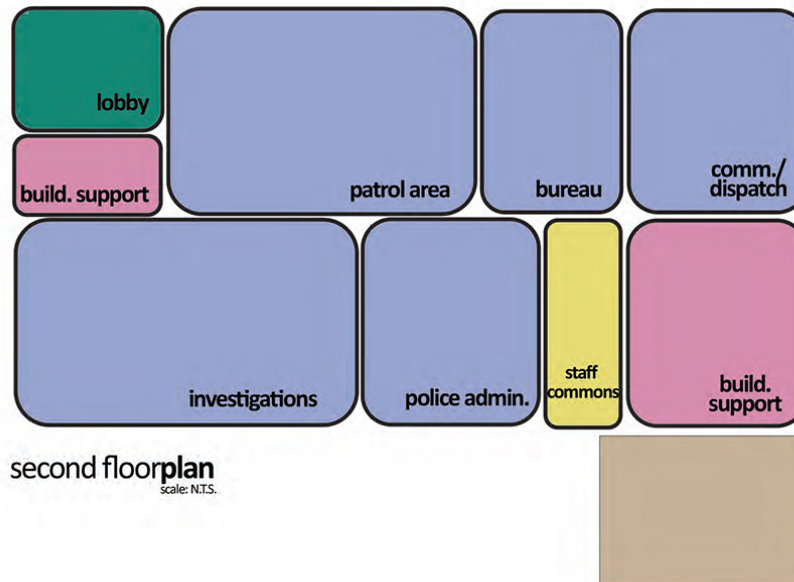 lobby
build. support
patrol area
bureau
comm./
dispatch
investigations
police admin.
staff
commons
build.
support
second floorplan
scale: N.T.S.